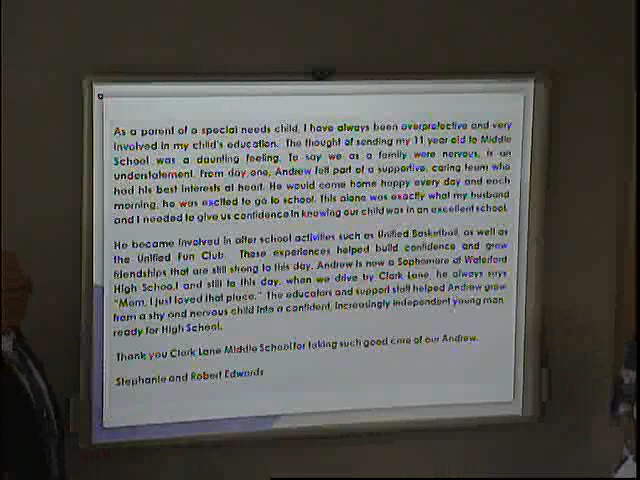 As a parent of a special needs child, I have always been overprotective and very
involved in my child's education. The thought of sending my 11 year old to Middle
School was a daunting feeling. To say we as a family were nervous, is an
understatement. From day one, Andrew felt part of a supportive, caring team who
had his best interests at heart. He would come home happy every day and each
morning, he was excited to go to school. This alone was exactly what my husband
and I needed to give us confidence in knowing our child was in an excellent school.
He became involved in after school activities such as Unified Basketball, as well as
the Unified Fun Club. These experiences helped build confidence and grew
friendships that are still strong to this day. Andrew is now a Sophomore at Waterford
High School and still to this day, when we drive by Clark Lane, he always says
"Mom, I just loved that place." The educators and support staff helped Andrew grow
from a shy and nervous child into a confident, increasingly independent young man
ready for High School.
Thank you Clark Lane Middle School for taking such good care of our Andrew.
Stephanie and Robert Edwards